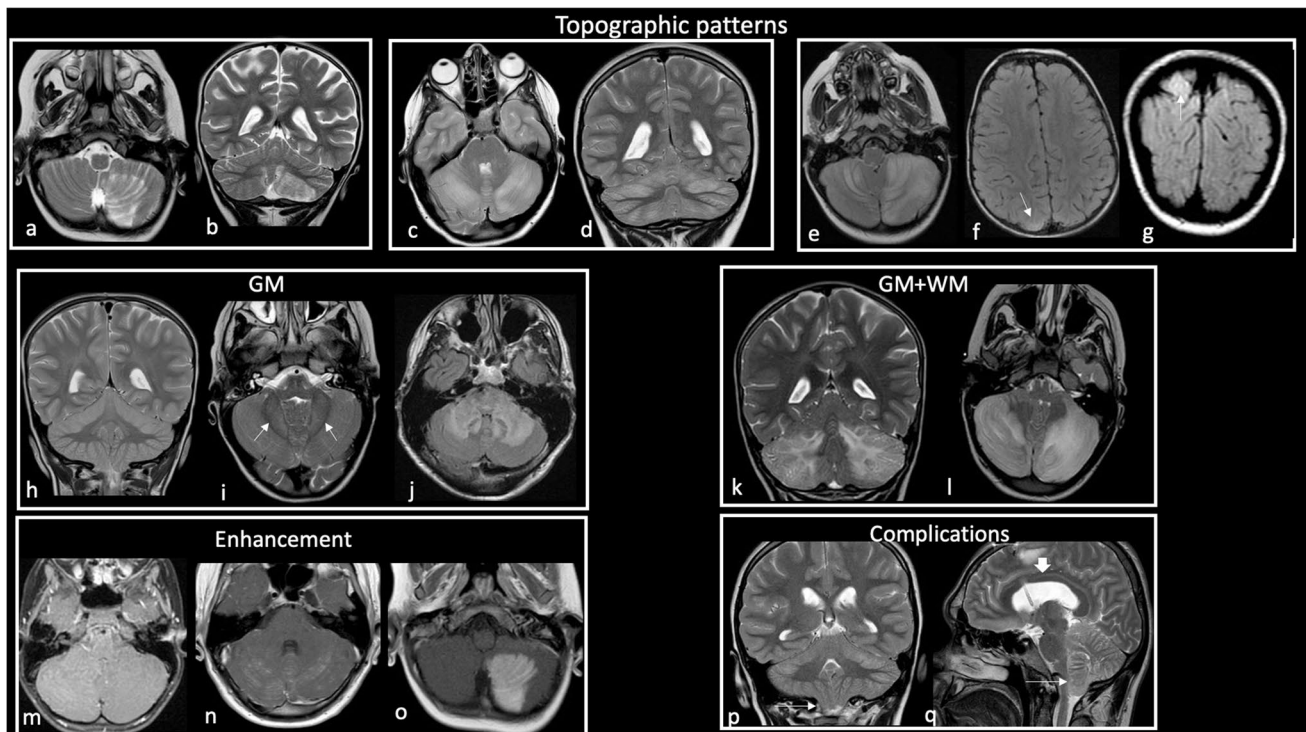 Topographic patterns
a b c d e f g
GM GM+WM
h i j k l
Enhancement Complications
m n o p q